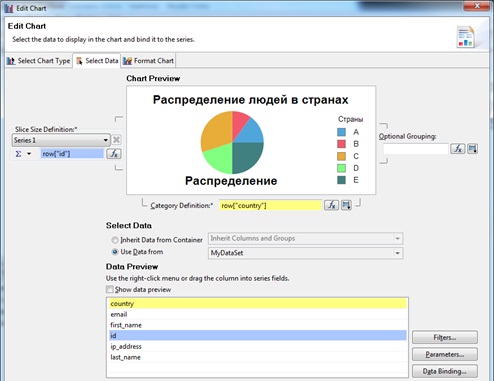 Edit Chart
Edit Chart
Select the data to display in the chart and bind it to the series.
Select Chart Type
Select Data
Format Chart
Chart Preview
Распределение людей в странах
Страны
A
B
C
D
E
Распределение
Slice Size Definition:*
Series 1
Σ
row["id"]
fx
Optional Grouping:
fx
Category Definition:*
row["country"]
fx
Select Data
Inherit Data from Container
Inherit Columns and Groups
Use Data from
MyDataSet
Data Preview
Use the right-click menu or drag the column into series fields.
Show data preview
country
email
first_name
id
ip_address
last_name
Filters...
Parameters...
Data Binding...